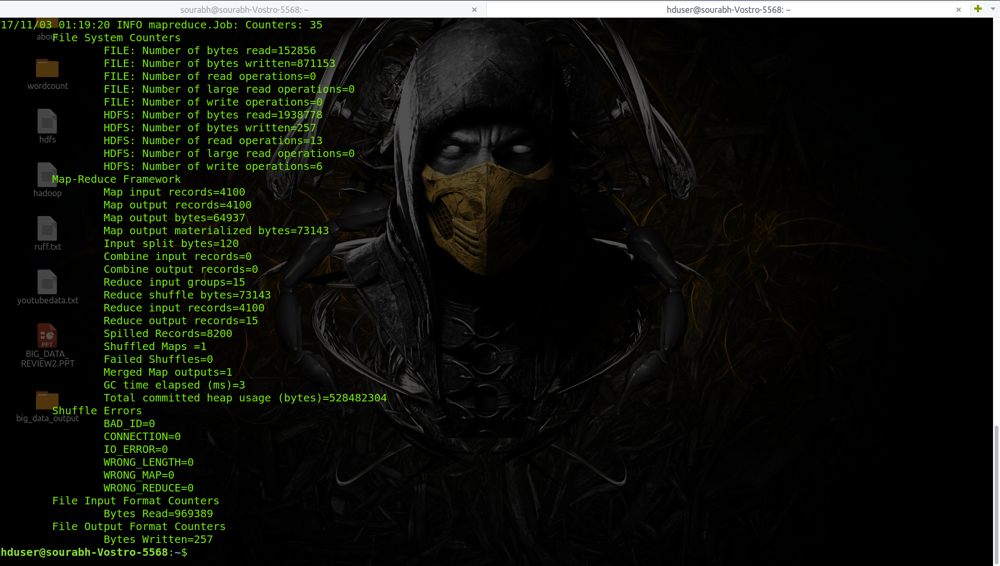 sourabh@sourabh-Vostro-5568: ~
hduser@sourabh-Vostro-5568: ~
17/11/03 01:19:20 INFO mapreduce.Job: Counters: 35
File System Counters
FILE: Number of bytes read=152856
FILE: Number of bytes written=871153
FILE: Number of read operations=0
FILE: Number of large read operations=0
FILE: Number of write operations=0
HDFS: Number of bytes read=1938778
HDFS: Number of bytes written=257
HDFS: Number of read operations=13
HDFS: Number of large read operations=0
HDFS: Number of write operations=6
Map-Reduce Framework
Map input records=4100
Map output records=4100
Map output bytes=64937
Map output materialized bytes=73143
Input split bytes=120
Combine input records=0
Combine output records=0
Reduce input groups=15
Reduce shuffle bytes=73143
Reduce input records=4100
Reduce output records=15
Spilled Records=8200
Shuffled Maps =1
Failed Shuffles=0
Merged Map outputs=1
GC time elapsed (ms)=3
Total committed heap usage (bytes)=528482304
Shuffle Errors
BAD_ID=0
CONNECTION=0
IO_ERROR=0
WRONG_LENGTH=0
WRONG_MAP=0
WRONG_REDUCE=0
File Input Format Counters
Bytes Read=969389
File Output Format Counters
Bytes Written=257
hduser@sourabh-Vostro-5568:~$
about
wordcount
hdfs
hadoop
ruff.txt
youtubedata.txt
PPT
BIG_DATA_
REVIEW2.PPT
big_data_output